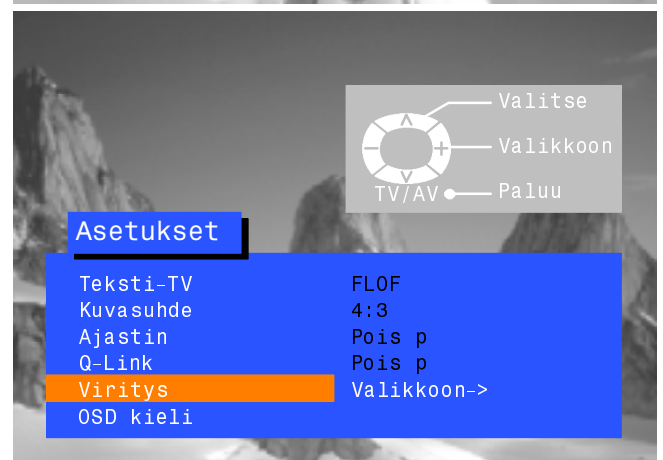 Valitse
Valikkoon
TV/AV Paluu
Asetukset
Teksti-TV FLOF
Kuvasuhde 4:3
Ajastin Pois p
Q-Link Pois p
Viritys Valikkoon->
OSD kieli